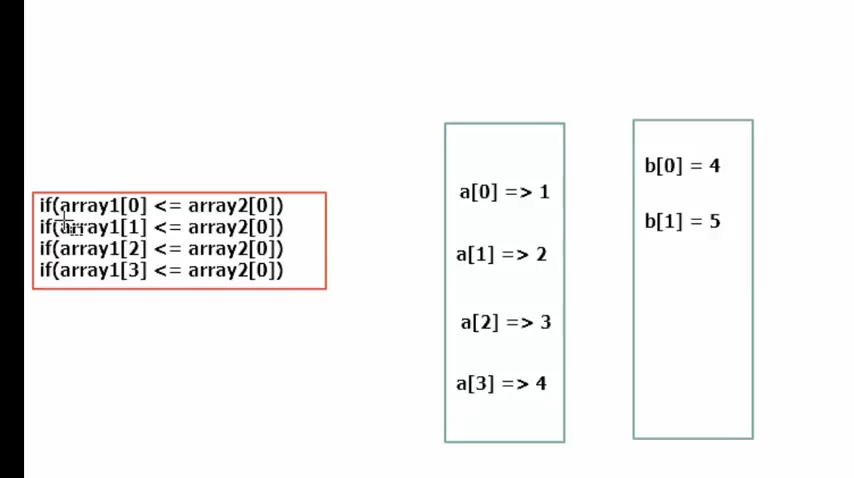 if(array1[0] <= array2[0])
if(array1[1] <= array2[0])
if(array1[2] <= array2[0])
if(array1[3] <= array2[0])
a[0] => 1
a[1] => 2
a[2] => 3
a[3] => 4
b[0] = 4
b[1] = 5